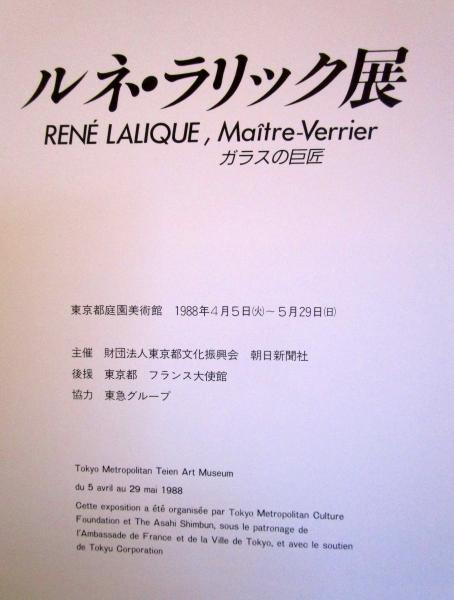 ルネ・ラリック展
RENÉ LALIQUE, Maître-Verrier
ガラスの巨匠
東京都庭園美術館 1988年4月5日(火)~5月29日(日)
主催 財団法人東京都文化振興会 朝日新聞社
後援 東京都 フランス大使館
協力 東急グループ
Tokyo Metropolitan Teien Art Museum
du 5 avril au 29 mai 1988
Cette exposition a été organisée par Tokyo Metropolitan Culture
Foundation et The Asahi Shimbun, sous le patronage de
l'Ambassade de France et de la Ville de Tokyo, et avec le soutien
de Tokyu Corporation